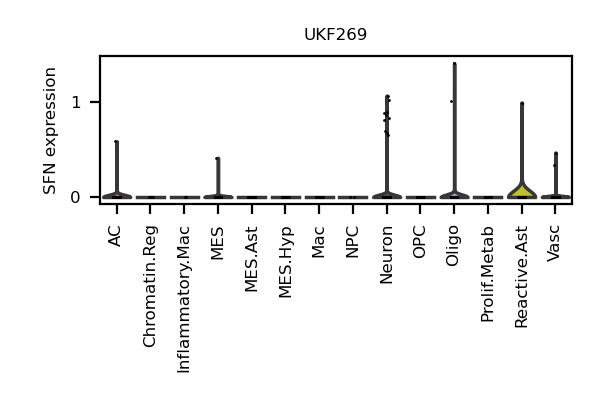 UKF269
SFN expression
1
0
AC
Chromatin.Reg
Inflammatory.Mac
MES
MES.Ast
MES.Hyp
Mac
NPC
Neuron
OPC
Oligo
Prolif.Metab
Reactive.Ast
Vasc